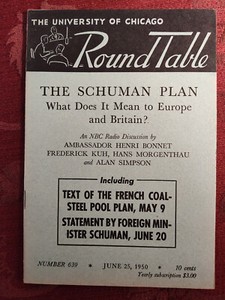 THE UNIVERSITY OF CHICAGO
Round Table
THE SCHUMAN PLAN
What Does It Mean to Europe
and Britain?
An NBC Radio Discussion by
AMBASSADOR HENRI BONNET
FREDERICK KUH, HANS MORGENTHAU
and ALAN SIMPSON
Including
TEXT OF THE FRENCH COAL-
STEEL POOL PLAN, MAY 9
STATEMENT BY FOREIGN MIN-
ISTER SCHUMAN, JUNE 20
NUMBER 639 * JUNE 25, 1950 * 10 cents
Yearly subscription $3.00